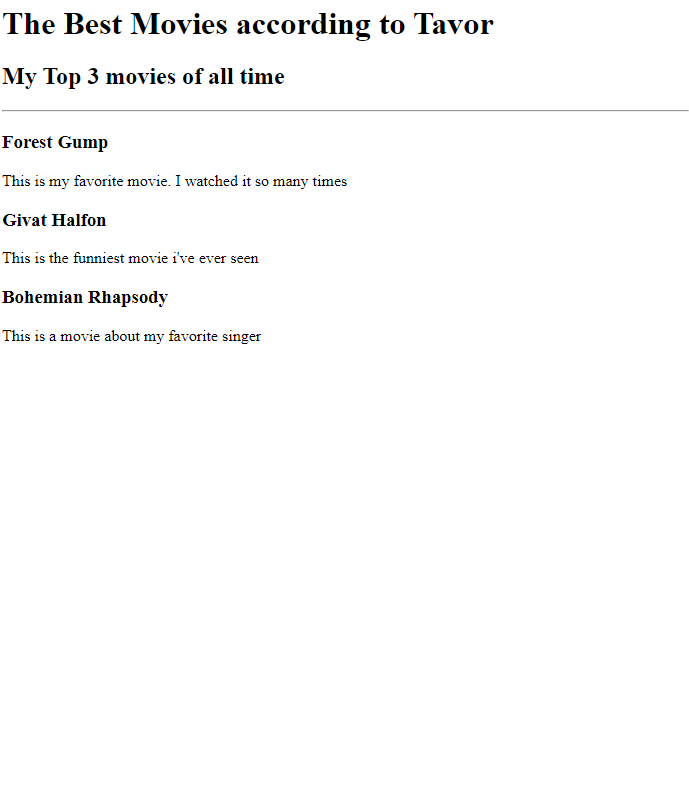 The Best Movies according to Tavor
My Top 3 movies of all time
Forest Gump
This is my favorite movie. I watched it so many times
Givat Halfon
This is the funniest movie i've ever seen
Bohemian Rhapsody
This is a movie about my favorite singer